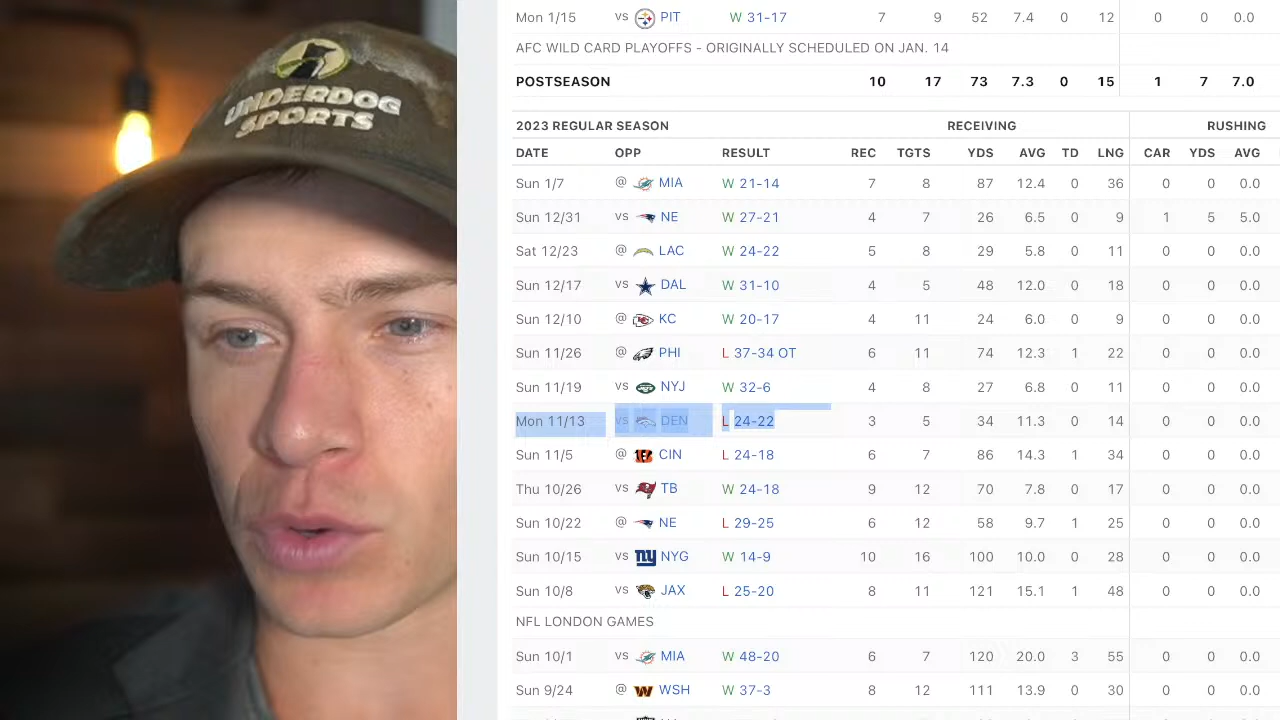 UNDERDOG
SPORTS
Mon 1/15 vs PIT W 31-17 7 9 52 7.4 0 12 0 0 0.0
AFC WILD CARD PLAYOFFS - ORIGINALLY SCHEDULED ON JAN. 14
POSTSEASON 10 17 73 7.3 0 15 1 7 7.0
2023 REGULAR SEASON RECEIVING RUSHING
DATE OPP RESULT REC TGTS YDS AVG TD LNG CAR YDS AVG
Sun 1/7 @ MIA W 21-14 7 8 87 12.4 0 36 0 0 0.0
Sun 12/31 vs NE W 27-21 4 7 26 6.5 0 9 1 5 5.0
Sat 12/23 @ LAC W 24-22 5 8 29 5.8 0 11 0 0 0.0
Sun 12/17 vs DAL W 31-10 4 5 48 12.0 0 18 0 0 0.0
Sun 12/10 @ KC W 20-17 4 11 24 6.0 0 9 0 0 0.0
Sun 11/26 @ PHI L 37-34 OT 6 11 74 12.3 1 22 0 0 0.0
Sun 11/19 vs NYJ W 32-6 4 8 27 6.8 0 11 0 0 0.0
Mon 11/13 vs DEN L 24-22 3 5 34 11.3 0 14 0 0 0.0
Sun 11/5 @ CIN L 24-18 6 7 86 14.3 1 34 0 0 0.0
Thu 10/26 vs TB W 24-18 9 12 70 7.8 0 17 0 0 0.0
Sun 10/22 @ NE L 29-25 6 12 58 9.7 1 25 0 0 0.0
Sun 10/15 vs NYG W 14-9 10 16 100 10.0 0 28 0 0 0.0
Sun 10/8 vs JAX L 25-20 8 11 121 15.1 1 48 0 0 0.0
NFL LONDON GAMES
Sun 10/1 vs MIA W 48-20 6 7 120 20.0 3 55 0 0 0.0
Sun 9/24 @ WSH W 37-3 8 12 111 13.9 0 30 0 0 0.0